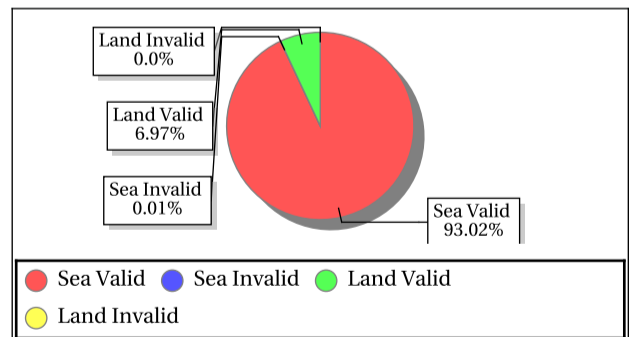 Land Invalid
0.0%
Land Valid
6.97%
Sea Invalid
0.01%
Sea Valid
93.02%
Sea Valid Sea Invalid Land Valid
Land Invalid